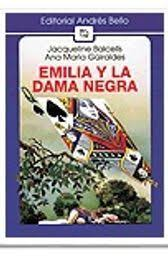 Editorial Andrés Bello
Jacqueline Balcells
Ana María Güiraldes
EMILIA Y LA
DAMA NEGRA